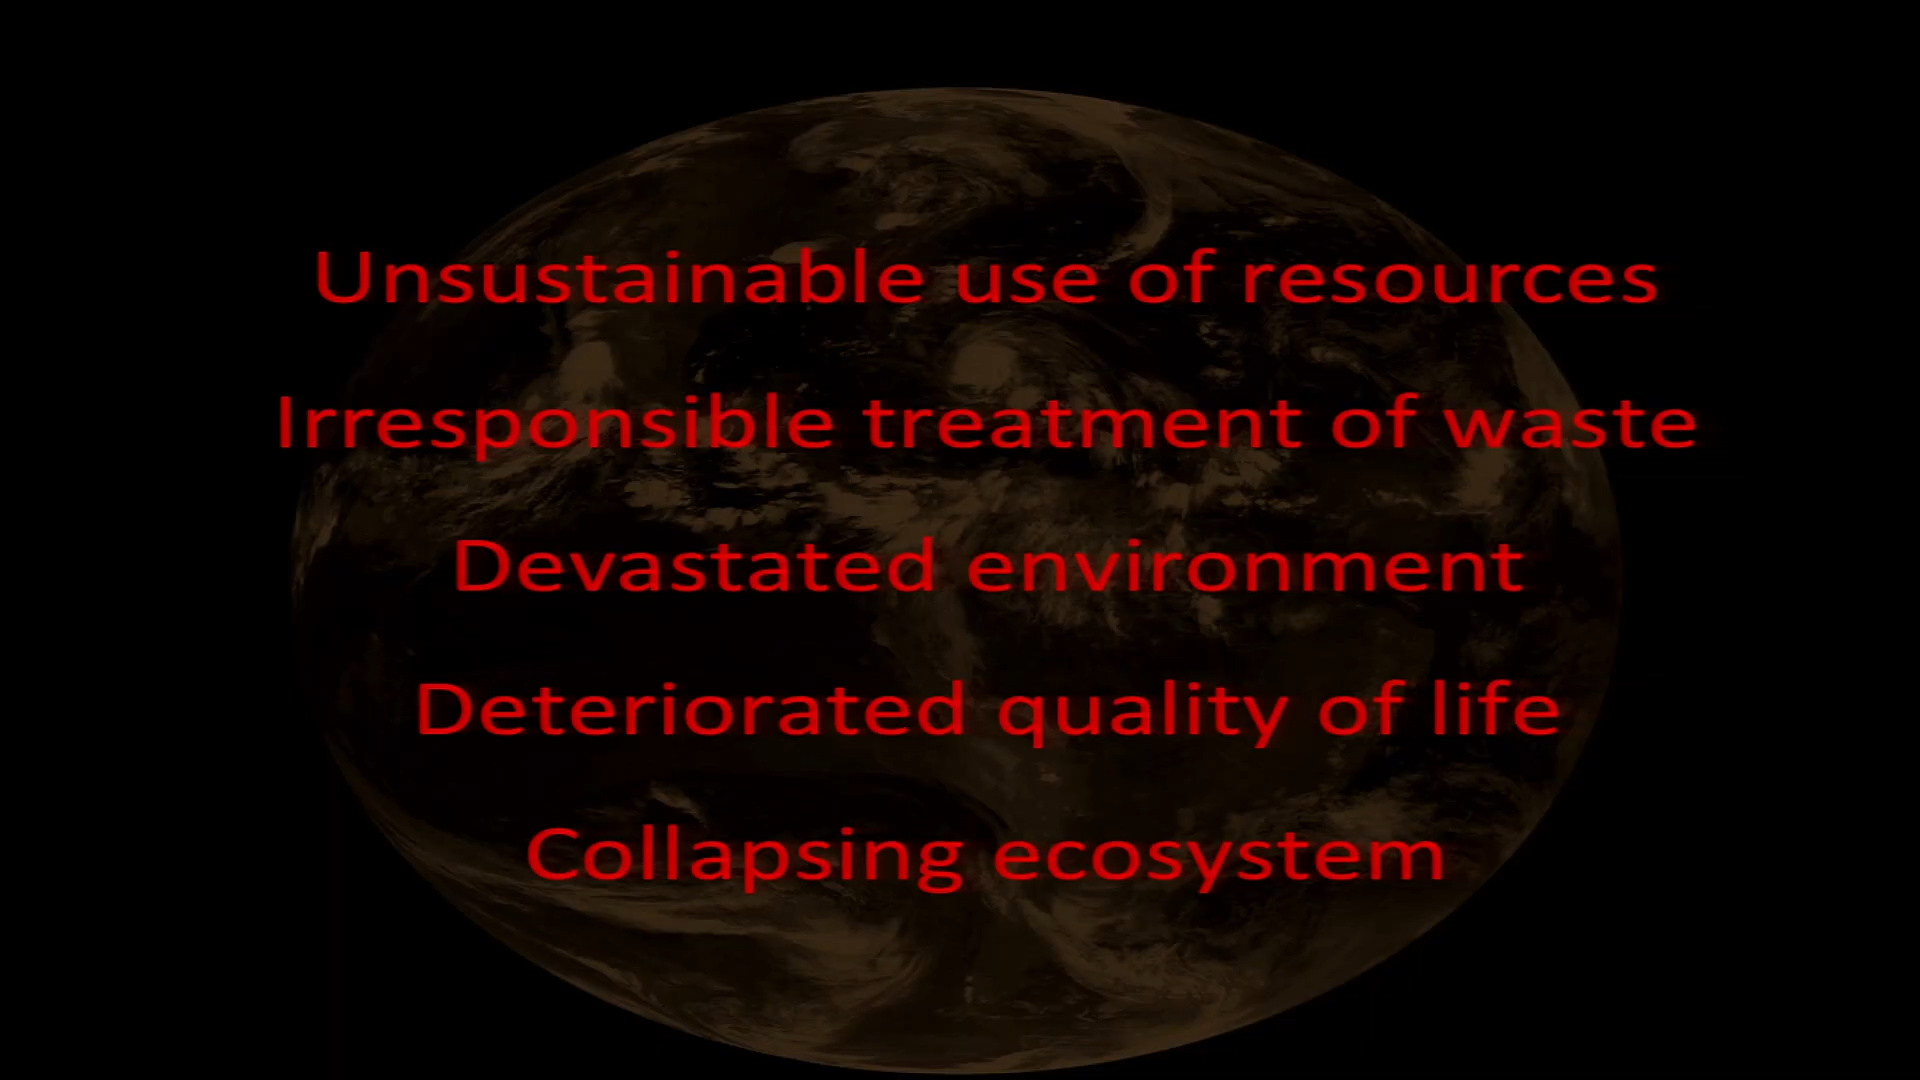 Unsustainable use of resources
Irresponsible treatment of waste
Devastated environment
Deteriorated quality of life
Collapsing ecosystem